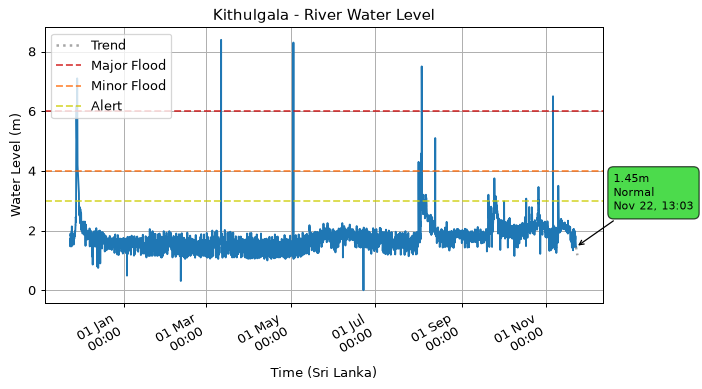 Kithulgala - River Water Level
Trend
Major Flood
Minor Flood
Alert
Water Level (m)
8
6
4
2
0
1.45m
Normal
Nov 22, 13:03
01 Jan
00:00
01 Mar
00:00
01 May
00:00
01 Jul
00:00
01 Sep
00:00
01 Nov
00:00
Time (Sri Lanka)